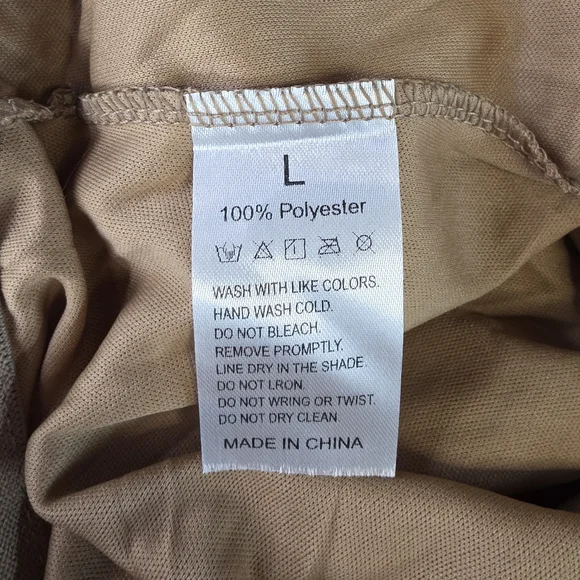 L
100% Polyester
WASH WITH LIKE COLORS.
HAND WASH COLD.
DO NOT BLEACH.
REMOVE PROMPTLY.
LINE DRY IN THE SHADE.
DO NOT LRON.
DO NOT WRING OR TWIST.
DO NOT DRY CLEAN.
MADE IN CHINA